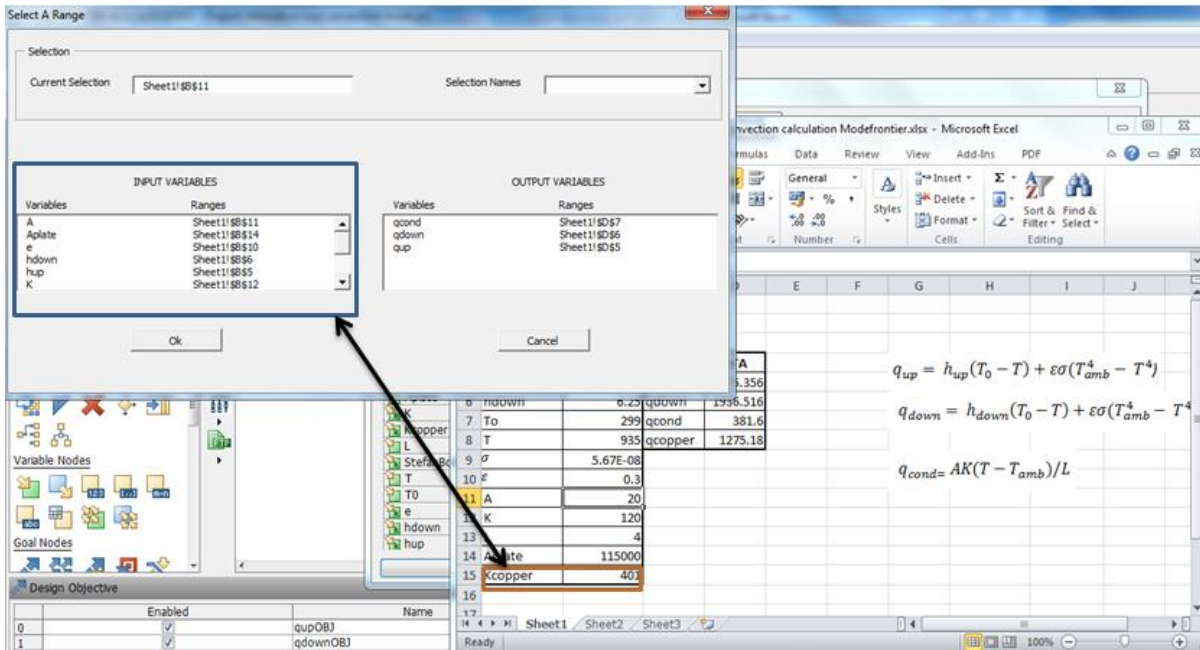 Select A Range
Selection
Current Selection Sheet1!$B$11 Selection Names
INPUT VARIABLES
Variables Ranges
A Sheet1!$B$11
Aplate Sheet1!$B$14
e Sheet1!$B$10
hdown Sheet1!$B$6
hup Sheet1!$B$5
K Sheet1!$B$12
OUTPUT VARIABLES
Variables Ranges
qcond Sheet1!$D$7
qdown Sheet1!$D$6
qup Sheet1!$D$5
Ok Cancel
nvection calculation Modefrontier.xlsx - Microsoft Excel
rmulas Data Review View Add-Ins PDF
General
Styles
Insert
Delete
Format
Σ
Sort & Filter
Find & Select
Number Cells Editing
E F G H I J
TA
5.356
6 hdown 6.25 qdown 1936.516
7 To 299 qcond 381.6
8 T 935 qcopper 1275.18
9 σ 5.67E-08
10 ε 0.3
11 A 20
K 120
13 4
14 Aplate 115000
15 Kcopper 401
16
17
q_up = h_up(T_0 − T) + εσ(T_amb^4 − T^4)
q_down = h_down(T_0 − T) + εσ(T_amb^4 − T^4
q_cond= AK(T − T_amb)/L
Variable Nodes
Goal Nodes
K
Kcopper
L
StefanBo
T
T0
e
hdown
hup
Design Objective
Enabled Name
0 qupOBJ
1 qdownOBJ
Sheet1 Sheet2 Sheet3
Ready 100%